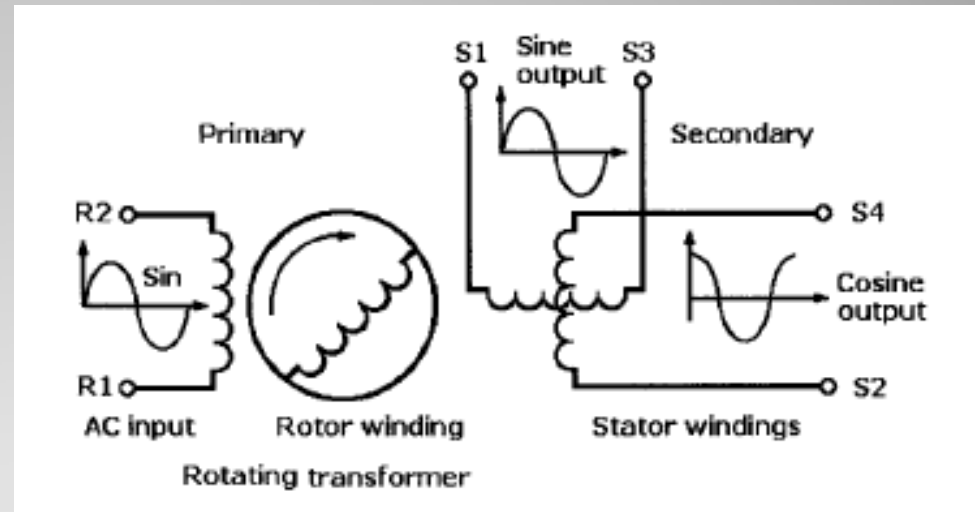 S1
Sine
output
S3
Primary
Secondary
R2
S4
Sin
Cosine
output
R1
S2
AC input
Rotor winding
Stator windings
Rotating transformer